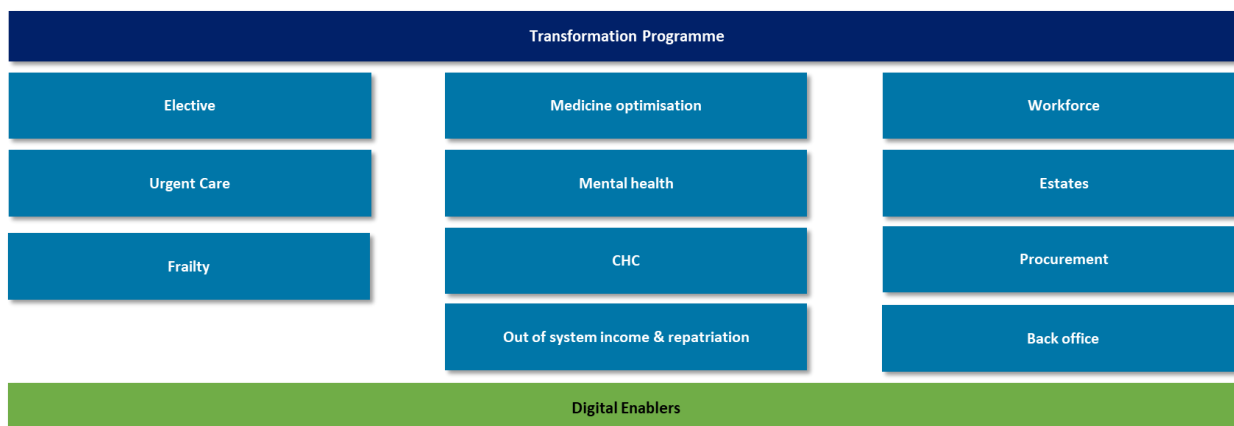 Transformation Programme
Elective
Medicine optimisation
Workforce
Urgent Care
Mental health
Estates
Frailty
CHC
Procurement
Out of system income & repatriation
Back office
Digital Enablers